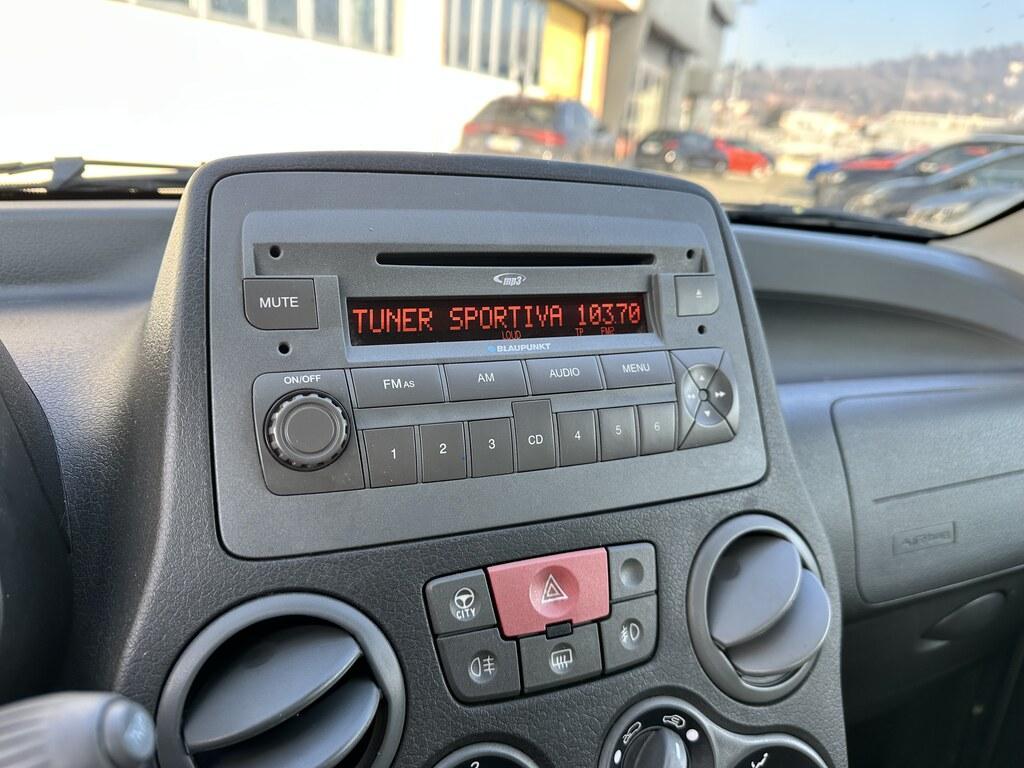 mp3
MUTE
TUNER SPORTIVA 10370
LOUD TP FMP
BLAUPUNKT
ON/OFF
FM AS AM AUDIO MENU
1 2 3 CD 4 5 6
CITY
AIRBAG
2